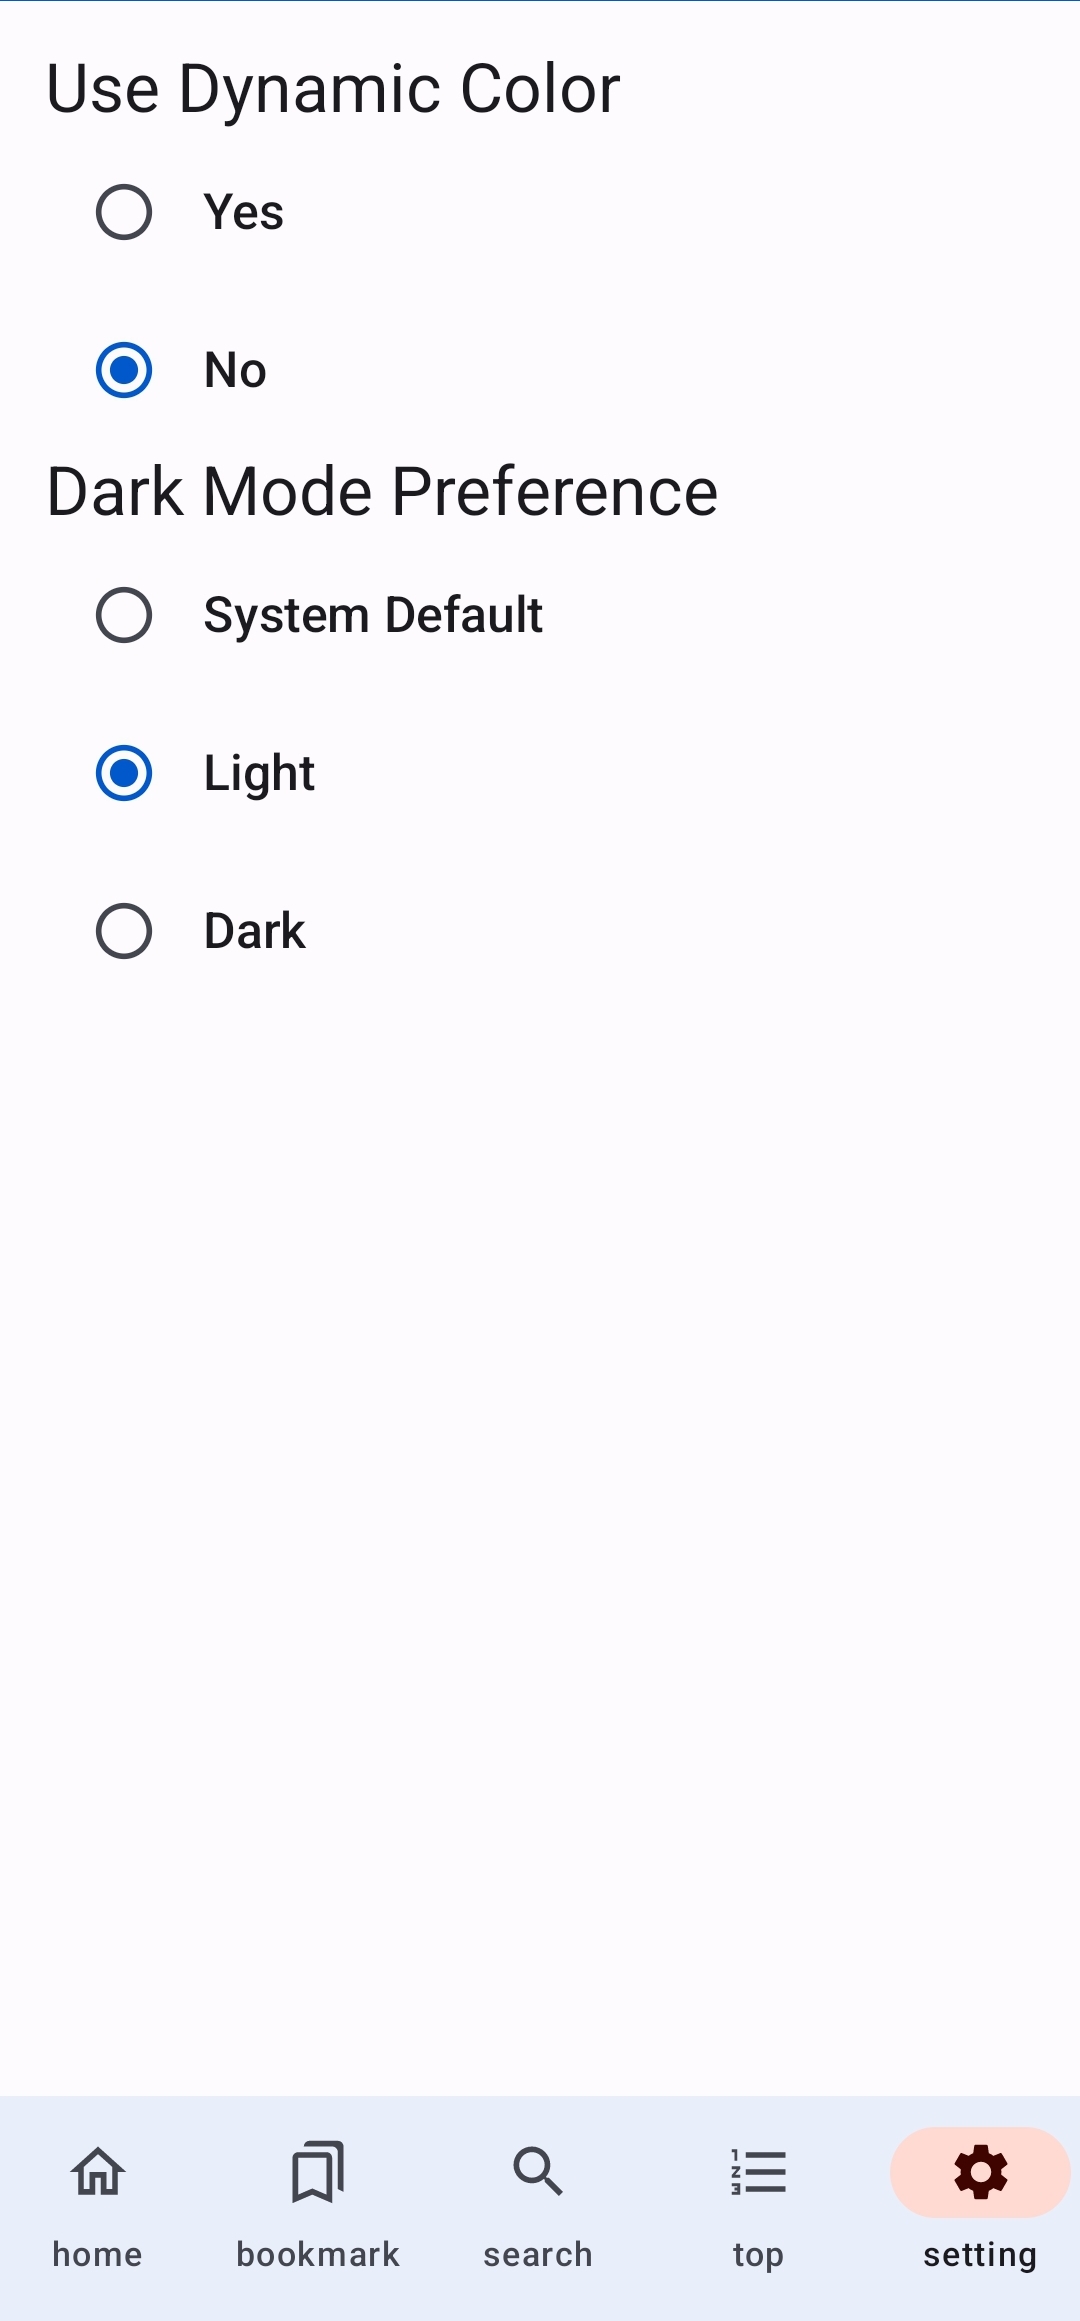 Use Dynamic Color
Yes
No
Dark Mode Preference
System Default
Light
Dark
home
bookmark
search
top
setting